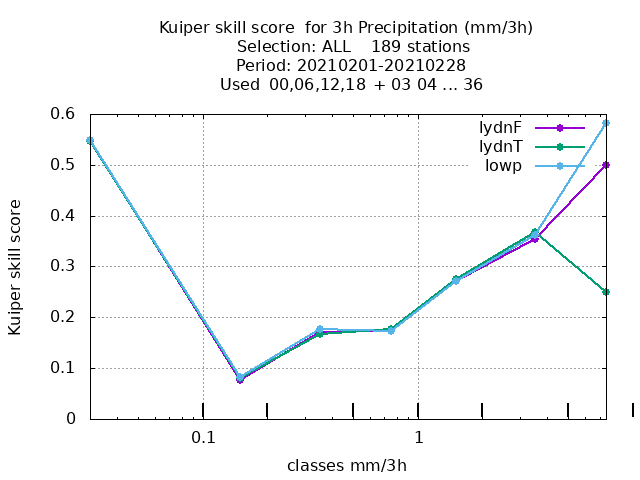 Kuiper skill score  for 3h Precipitation (mm/3h)
Selection: ALL    189 stations
Period: 20210201-20210228
Used  00,06,12,18  + 03 04 ... 36
lydnF
lydnT
lowp
0.6
0.5
0.4
0.3
0.2
0.1
0
Kuiper skill score
0.1
1
classes mm/3h